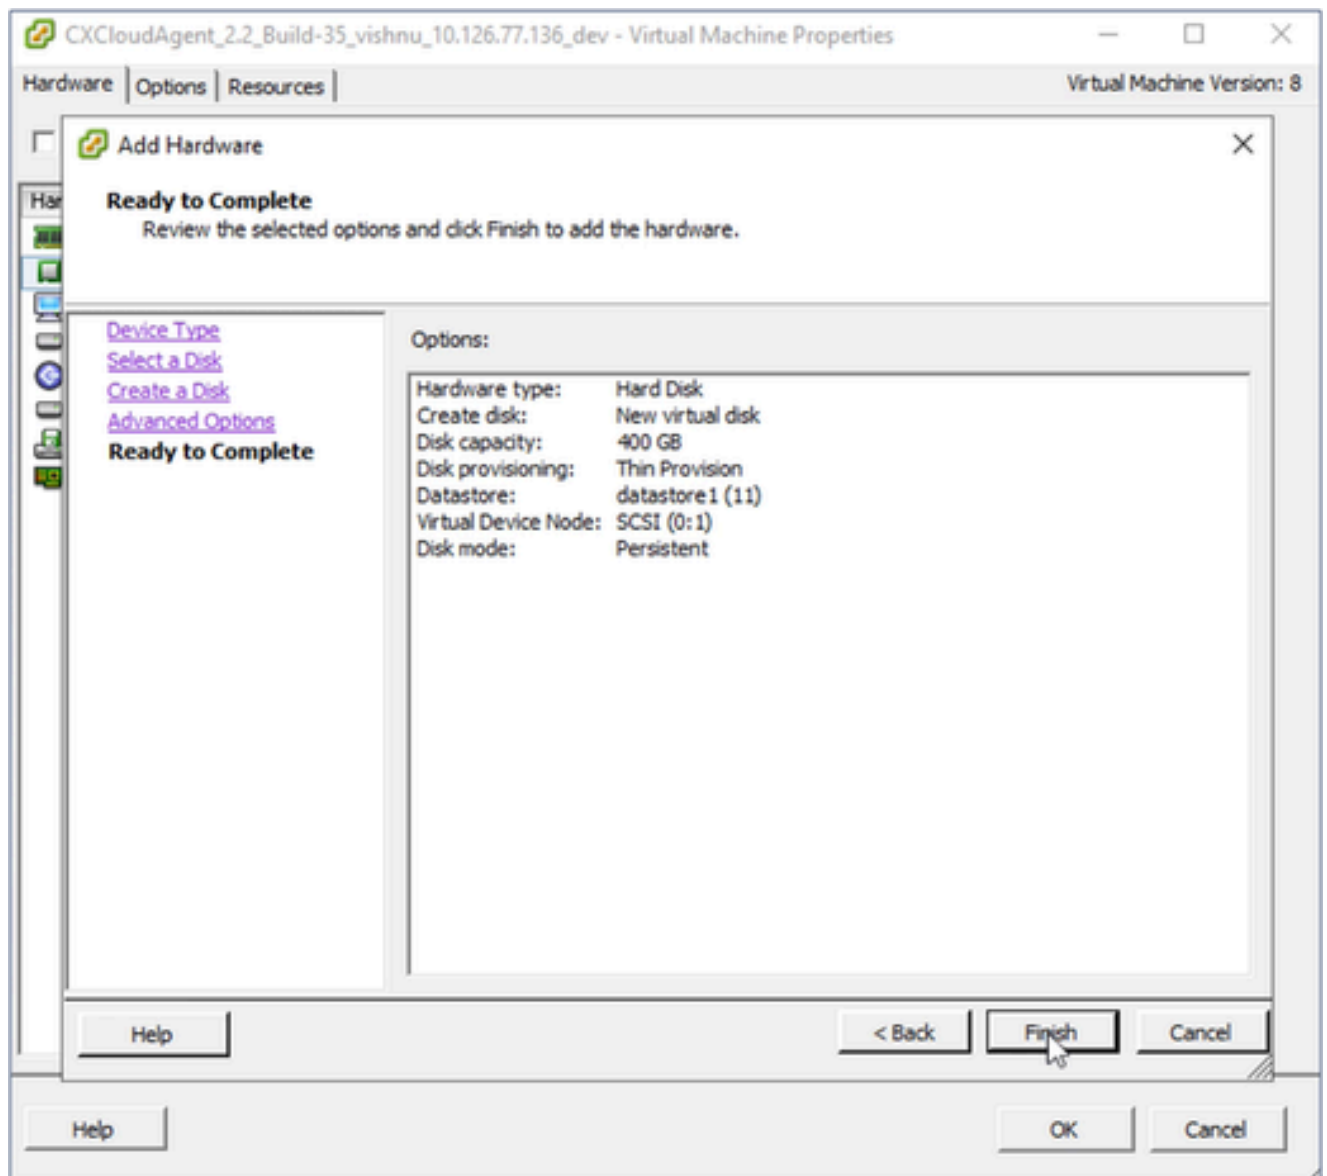 CXCloudAgent_2.2_Build-35_vishnu_10.126.77.136_dev - Virtual Machine Properties
Hardware Options Resources Virtual Machine Version: 8
Add Hardware
Har
Ready to Complete
Review the selected options and click Finish to add the hardware.
Device Type
Select a Disk
Create a Disk
Advanced Options
Ready to Complete
Options:
Hardware type: Hard Disk
Create disk: New virtual disk
Disk capacity: 400 GB
Disk provisioning: Thin Provision
Datastore: datastore1 (11)
Virtual Device Node: SCSI (0:1)
Disk mode: Persistent
Help < Back Finish Cancel
Help OK Cancel